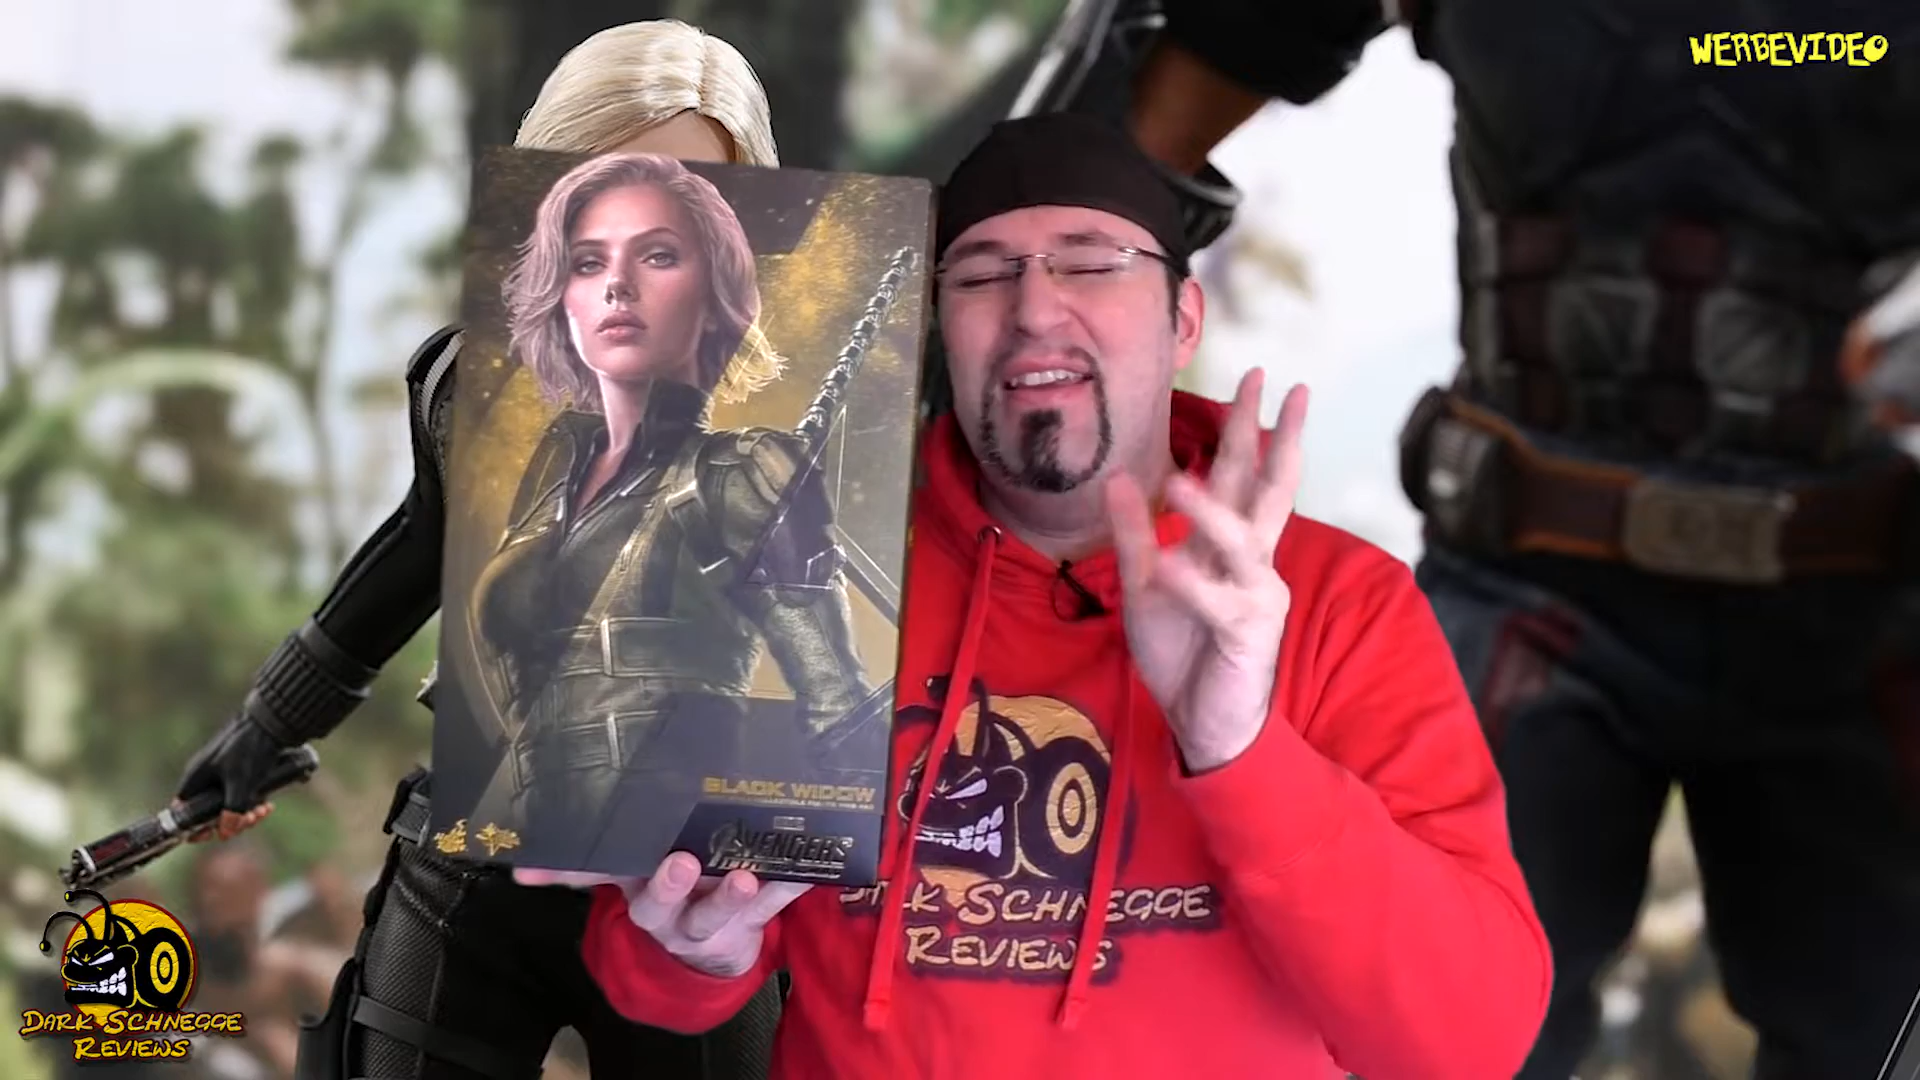 WERBEVIDEO
BLACK WIDOW
AVENGERS
DARK SCHNEGGE
REVIEWS
DARK SCHNEGGE
REVIEWS